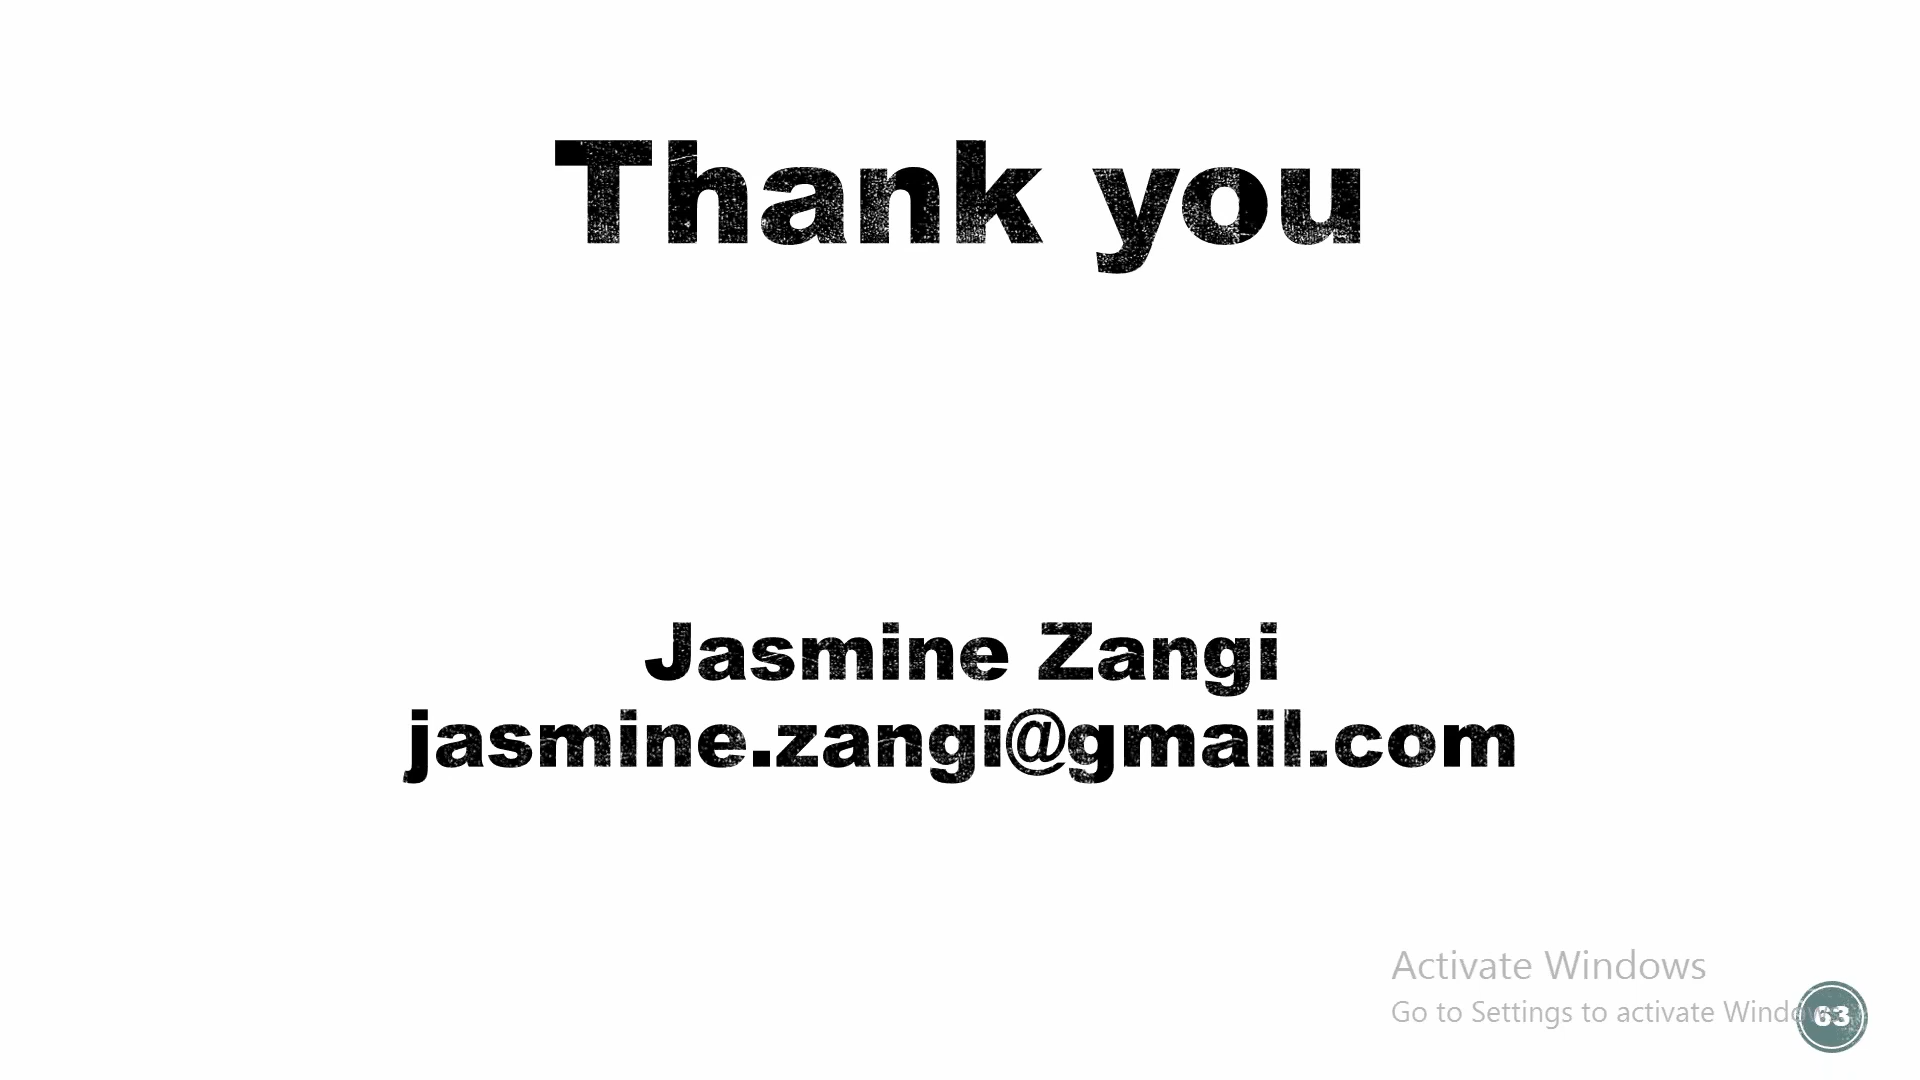 Thank you
Jasmine Zangi
jasmine.zangi@gmail.com
Activate Windows
Go to Settings to activate Windows
63